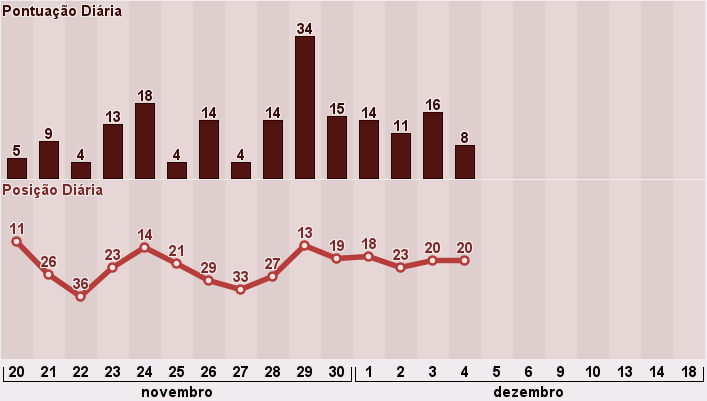 Pontuação Diária
5 9 4 13 18 4 14 4 14 34 15 14 11 16 8
Posição Diária
11 26 36 23 14 21 29 33 27 13 19 18 23 20 20
20 21 22 23 24 25 26 27 28 29 30 1 2 3 4 5 6 9 10 13 14 18
novembro dezembro